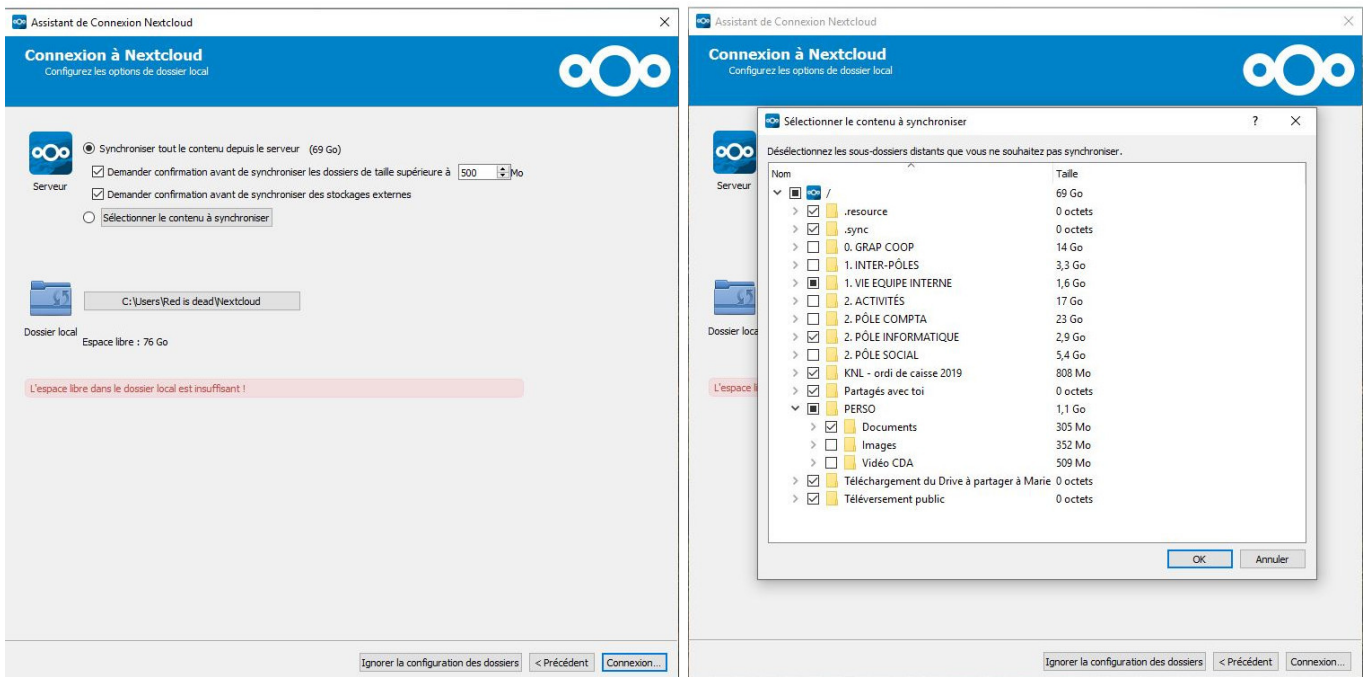 Assistant de Connexion Nextcloud
Connexion à Nextcloud
Configurez les options de dossier local
Serveur
Synchroniser tout le contenu depuis le serveur (69 Go)
Demander confirmation avant de synchroniser les dossiers de taille supérieure à 500 Mo
Demander confirmation avant de synchroniser des stockages externes
Sélectionner le contenu à synchroniser
C:\Users\Red is dead\Nextcloud
Dossier local
Espace libre : 76 Go
L'espace libre dans le dossier local est insuffisant !
Ignorer la configuration des dossiers < Précédent Connexion...
Assistant de Connexion Nextcloud
Connexion à Nextcloud
Configurez les options de dossier local
Serveur
Dossier loca
L'espace li
Sélectionner le contenu à synchroniser ?
Désélectionnez les sous-dossiers distants que vous ne souhaitez pas synchroniser.
Nom Taille
/ 69 Go
.resource 0 octets
.sync 0 octets
0. GRAP COOP 14 Go
1. INTER-PÔLES 3,3 Go
1. VIE EQUIPE INTERNE 1,6 Go
2. ACTIVITÉS 17 Go
2. PÔLE COMPTA 23 Go
2. PÔLE INFORMATIQUE 2,9 Go
2. PÔLE SOCIAL 5,4 Go
KNL - ordi de caisse 2019 808 Mo
Partagés avec toi 0 octets
PERSO 1,1 Go
Documents 305 Mo
Images 352 Mo
Vidéo CDA 509 Mo
Téléchargement du Drive à partager à Marie 0 octets
Téléversement public 0 octets
OK Annuler
Ignorer la configuration des dossiers < Précédent Connexion...